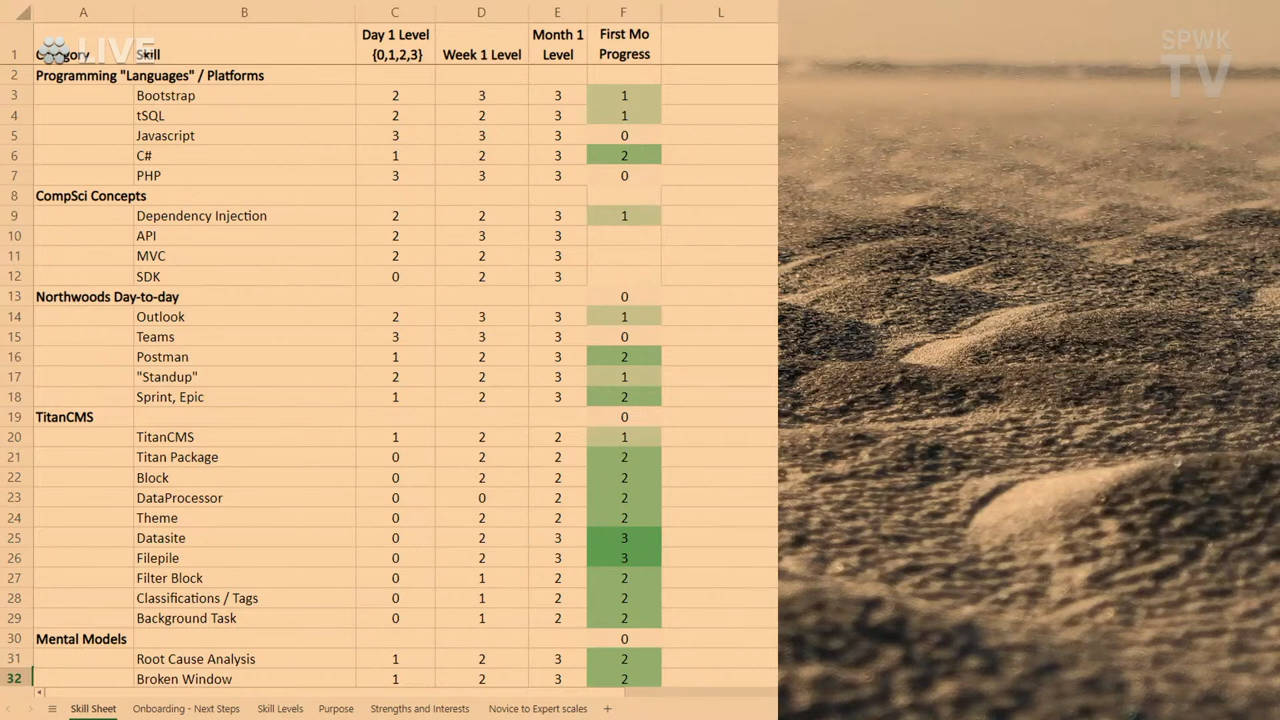 A B C D E F L
Day 1 Level Month 1 First Mo
1 Category Skill {0,1,2,3} Week 1 Level Level Progress
2 Programming "Languages" / Platforms
3 Bootstrap 2 3 3 1
4 tSQL 2 2 3 1
5 Javascript 3 3 3 0
6 C# 1 2 3 2
7 PHP 3 3 3 0
8 CompSci Concepts
9 Dependency Injection 2 2 3 1
10 API 2 3 3
11 MVC 2 2 3
12 SDK 0 2 3
13 Northwoods Day-to-day 0
14 Outlook 2 3 3 1
15 Teams 3 3 3 0
16 Postman 1 2 3 2
17 "Standup" 2 2 3 1
18 Sprint, Epic 1 2 3 2
19 TitanCMS 0
20 TitanCMS 1 2 2 1
21 Titan Package 0 2 2 2
22 Block 0 2 2 2
23 DataProcessor 0 0 2 2
24 Theme 0 2 2 2
25 Datasite 0 2 3 3
26 Filepile 0 2 3 3
27 Filter Block 0 1 2 2
28 Classifications / Tags 0 1 2 2
29 Background Task 0 1 2 2
30 Mental Models 0
31 Root Cause Analysis 1 2 3 2
32 Broken Window 1 2 3 2
Skill Sheet Onboarding - Next Steps Skill Levels Purpose Strengths and Interests Novice to Expert scales +
LIVE
SPWK
TV